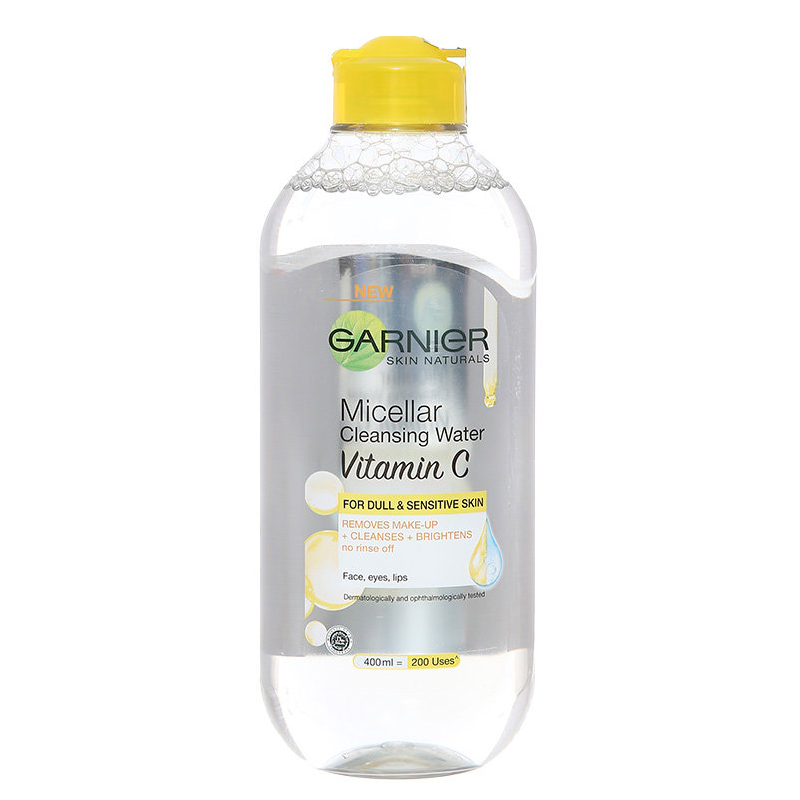 NEW
GARNIER
SKIN NATURALS
Micellar
Cleansing Water
Vitamin C
FOR DULL & SENSITIVE SKIN
REMOVES MAKE-UP
+ CLEANSES + BRIGHTENS
no rinse off
Face, eyes, lips
Dermatologically and ophthalmologically tested
400ml = 200 Uses^